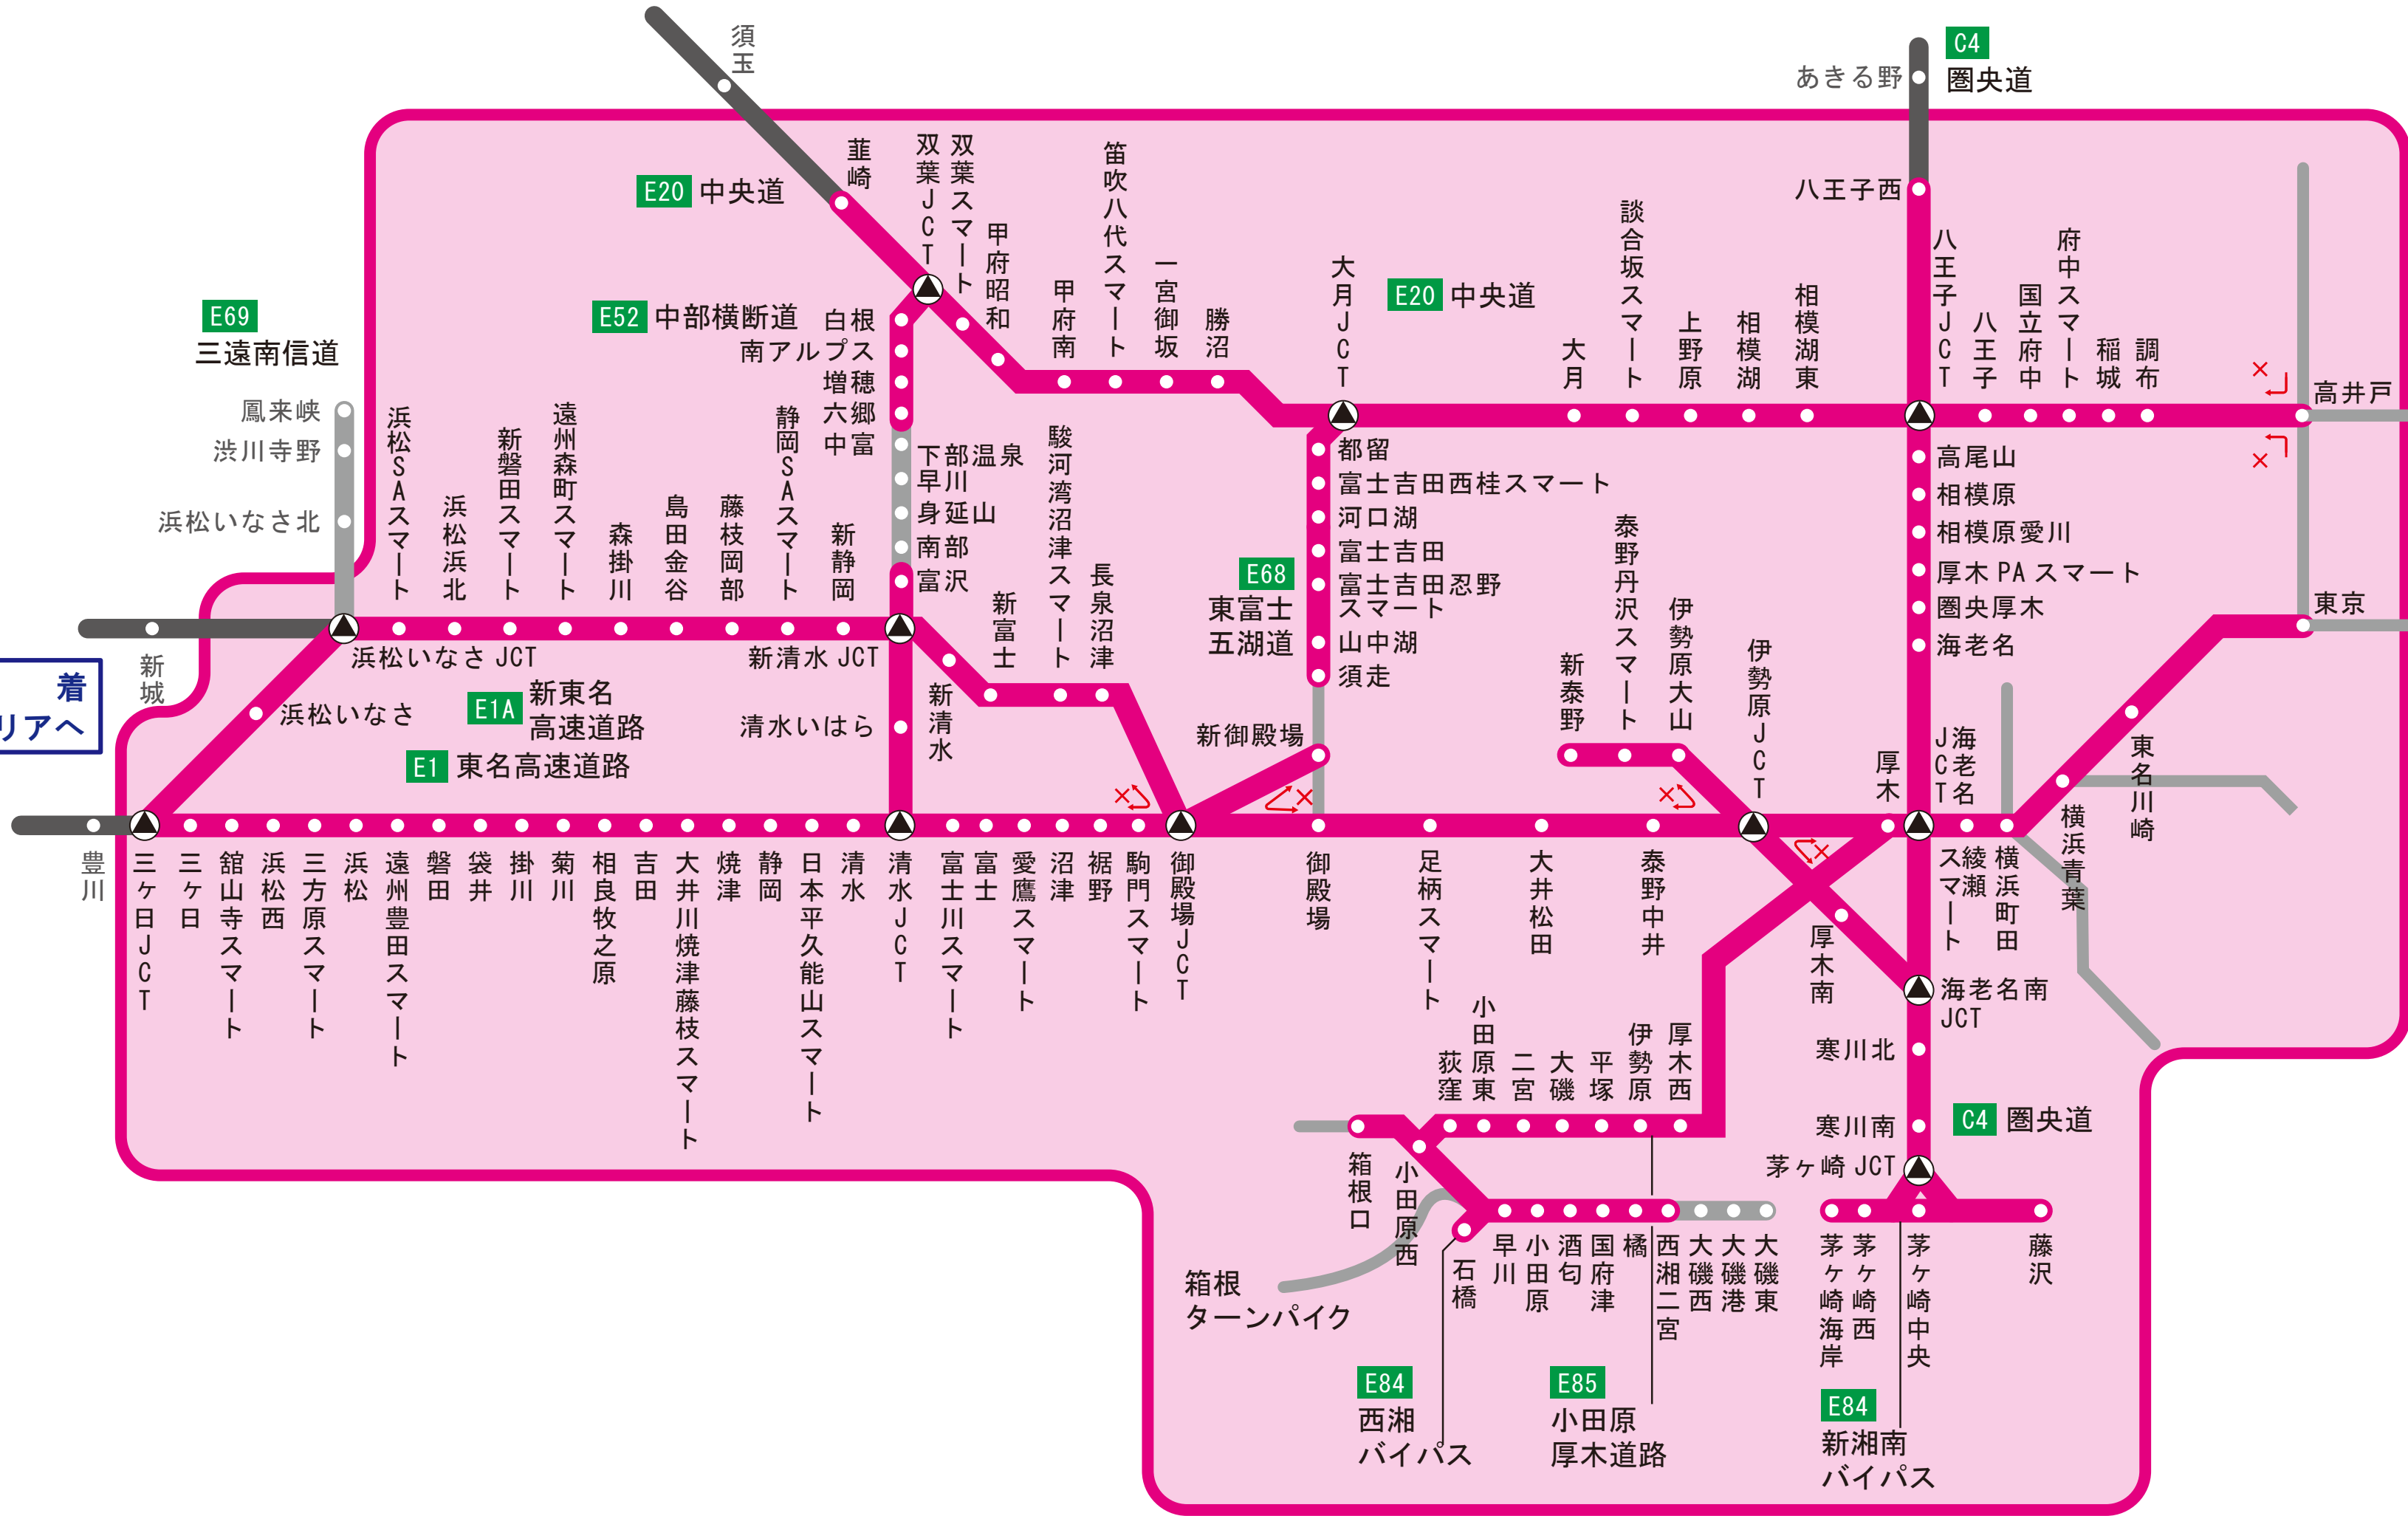 須玉
C4
圏央道
あきる野
韮崎
双葉JCT
双葉スマート
甲府昭和
甲府南
笛吹八代スマート
一宮御坂
勝沼
大月JCT
E20 中央道
八王子西
談合坂スマート
大月
上野原
相模湖
相模湖東
八王子JCT
八王子
国立府中
府中スマート
稲城
調布
高井戸
E20 中央道
E69
三遠南信道
E52 中部横断道
白根
南アルプス
増穂
六郷
中富
下部温泉
早川
身延山
南部
富沢
鳳来峡
渋川寺野
浜松いなさ北
浜松SAスマート
浜松浜北
新磐田スマート
遠州森町スマート
森掛川
島田金谷
藤枝岡部
静岡SAスマート
新静岡
駿河湾沼津スマート
長泉沼津
新富士
都留
富士吉田西桂スマート
河口湖
富士吉田
富士吉田忍野
スマート
山中湖
須走
E68
東富士
五湖道
新御殿場
高尾山
相模原
相模原愛川
厚木 PA スマート
圏央厚木
海老名
東京
新城
浜松いなさ JCT
浜松いなさ
新清水 JCT
新清水
清水いはら
E1A 新東名
高速道路
E1 東名高速道路
着
リアへ
新秦野
秦野丹沢スマート
伊勢原大山
伊勢原JCT
厚木
海老名
JCT
東名川崎
横浜青葉
豊川
三ヶ日JCT
三ヶ日
舘山寺スマート
浜松西
三方原スマート
浜松
遠州豊田スマート
磐田
袋井
掛川
菊川
相良牧之原
吉田
大井川焼津藤枝スマート
焼津
静岡
日本平久能山スマート
清水
清水JCT
富士川スマート
富士
愛鷹スマート
沼津
裾野
駒門スマート
御殿場JCT
御殿場
足柄スマート
大井松田
秦野中井
厚木南
綾瀬
スマート
横浜町田
海老名南
JCT
寒川北
寒川南
茅ヶ崎 JCT
C4 圏央道
荻窪
小田原東
二宮
大磯
平塚
伊勢原
厚木西
箱根口
小田原西
石橋
早川
小田原
酒匂
国府津
橘
西湘二宮
大磯西
大磯港
大磯東
茅ヶ崎海岸
茅ヶ崎西
茅ヶ崎中央
藤沢
箱根
ターンパイク
E84
西湘
バイパス
E85
小田原
厚木道路
E84
新湘南
バイパス